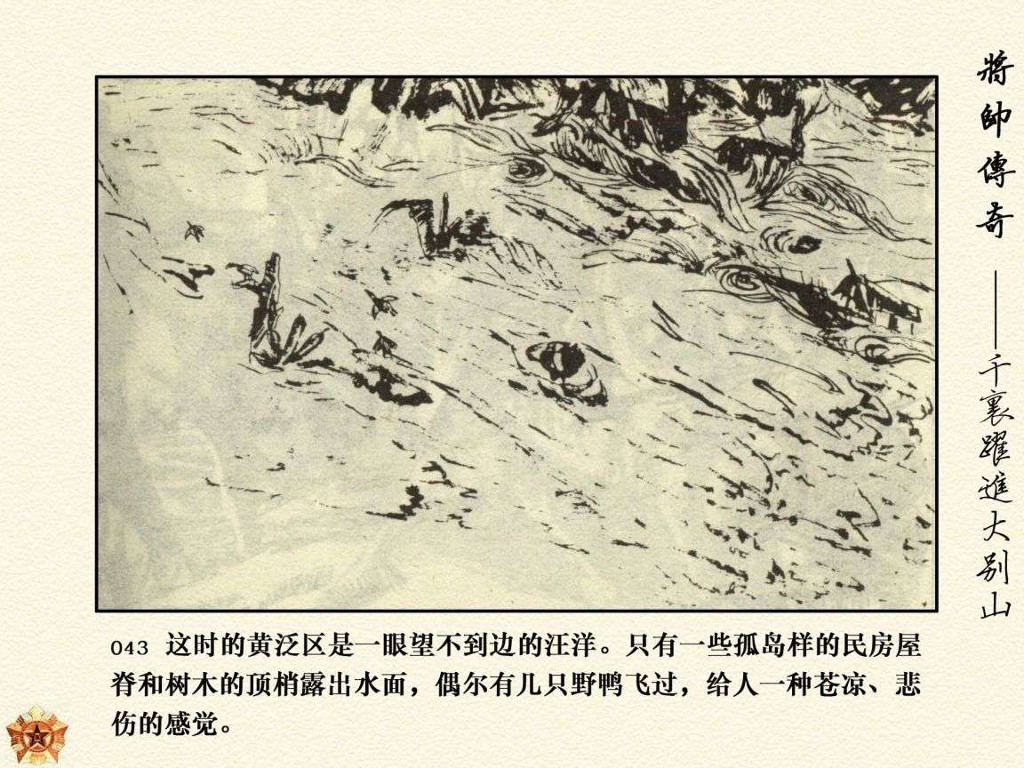 將帥傳奇 ——千裏躍進大别山
043 这时的黄泛区是一眼望不到边的汪洋。只有一些孤岛样的民房屋
脊和树木的顶梢露出水面，偶尔有几只野鸭飞过，给人一种苍凉、悲
伤的感觉。